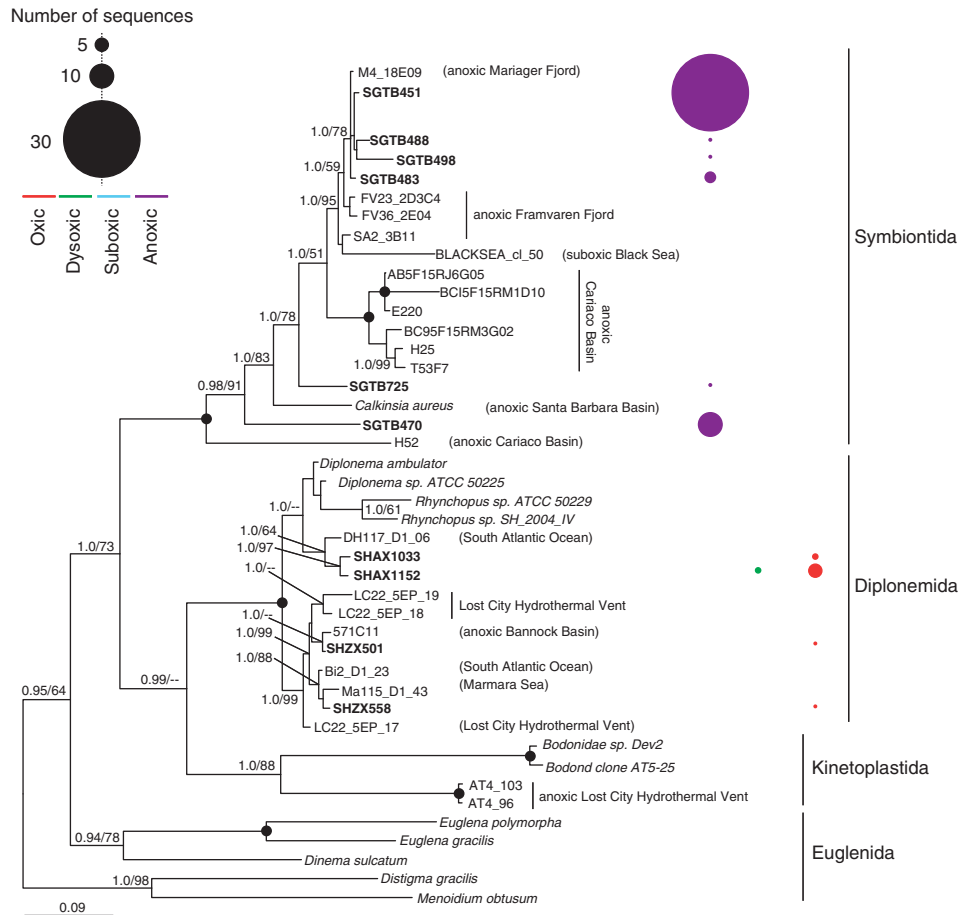 Number of sequences
5
10
30
Oxic
Dysoxic
Suboxic
Anoxic
M4_18E09 (anoxic Mariager Fjord)
SGTB451
1.0/78
SGTB488
SGTB498
1.0/59
SGTB483
FV23_2D3C4
1.0/95
FV36_2E04
anoxic Framvaren Fjord
SA2_3B11
Symbiontida
1.0/51
BLACKSEA_cl_50 (suboxic Black Sea)
AB5F15RJ6G05
BCI5F15RM1D10
E220
anoxic
Cariaco Basin
1.0/78
BC95F15RM3G02
H25
1.0/99
T53F7
1.0/83
SGTB725
0.98/91
Calkinsia aureus (anoxic Santa Barbara Basin)
SGTB470
H52 (anoxic Cariaco Basin)
Diplonema ambulator
Diplonema sp. ATCC 50225
1.0/--
Rhynchopus sp. ATCC 50229
1.0/61
Rhynchopus sp. SH_2004_IV
1.0/64
DH117_D1_06 (South Atlantic Ocean)
1.0/97
SHAX1033
1.0/73
1.0/--
SHAX1152
Diplonemida
LC22_5EP_19
Lost City Hydrothermal Vent
LC22_5EP_18
1.0/--
571C11 (anoxic Bannock Basin)
1.0/99
SHZX501
1.0/88
Bi2_D1_23 (South Atlantic Ocean)
0.99/--
Ma115_D1_43 (Marmara Sea)
1.0/99
SHZX558
0.95/64
LC22_5EP_17 (Lost City Hydrothermal Vent)
Bodonidae sp. Dev2
1.0/88
Bodond clone AT5-25
Kinetoplastida
AT4_103
anoxic Lost City Hydrothermal Vent
AT4_96
Euglena polymorpha
0.94/78
Euglena gracilis
Dinema sulcatum
Euglenida
1.0/98
Distigma gracilis
Menoidium obtusum
0.09